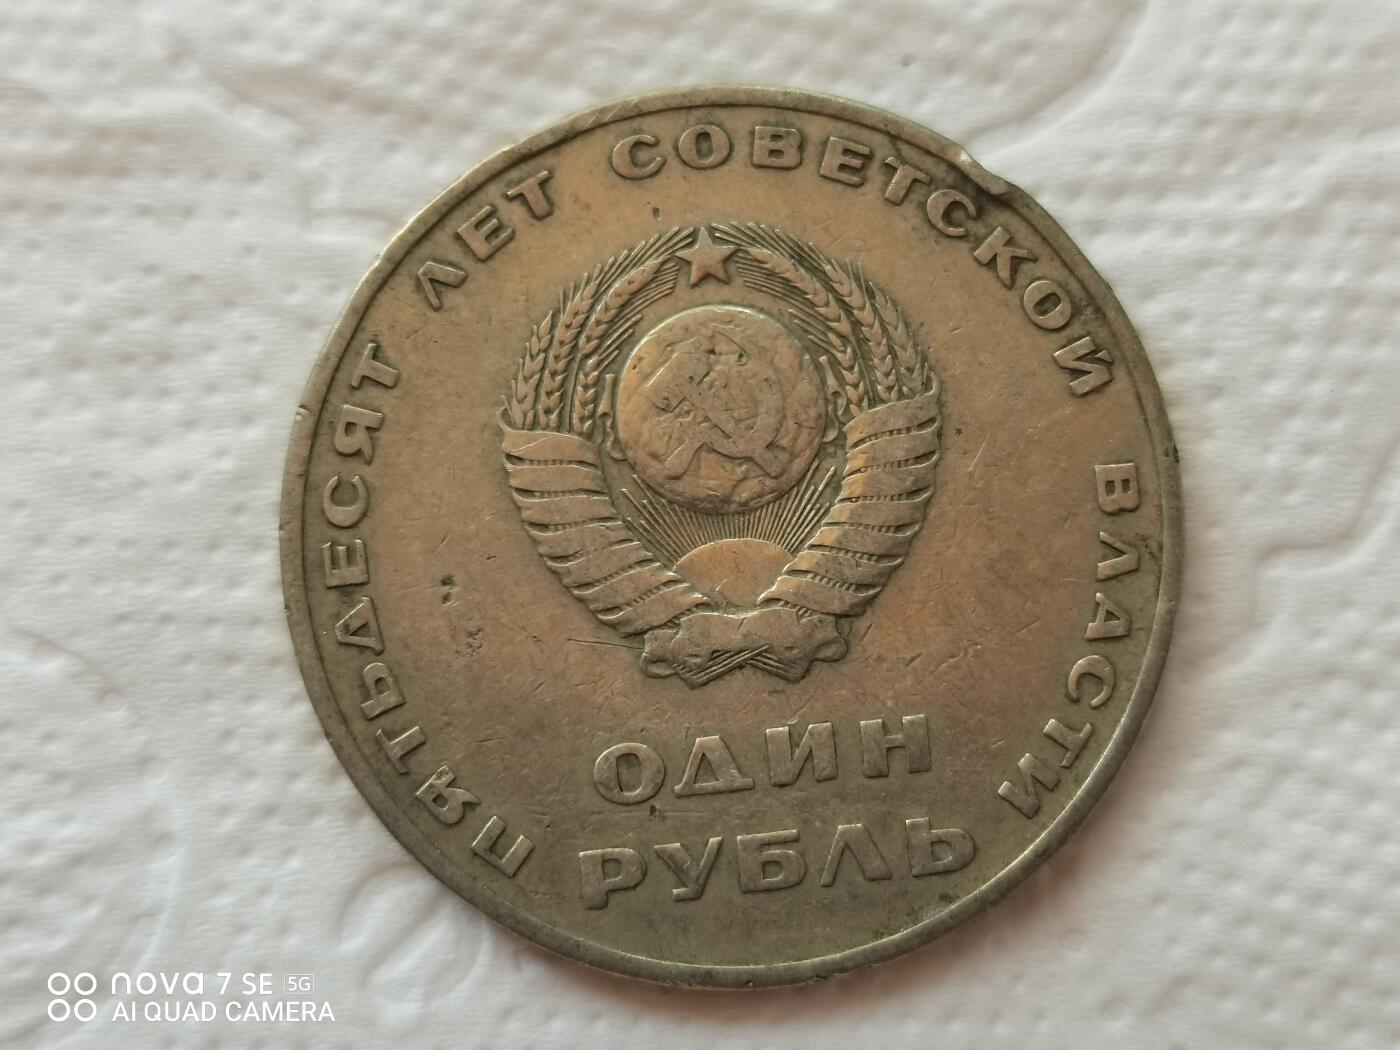 ПЯТЬДЕСЯТ ЛЕТ СОВЕТСКОЙ ВЛАСТИ
ОДИН
РУБЛЬ
nova 7 SE 5G
AI QUAD CAMERA